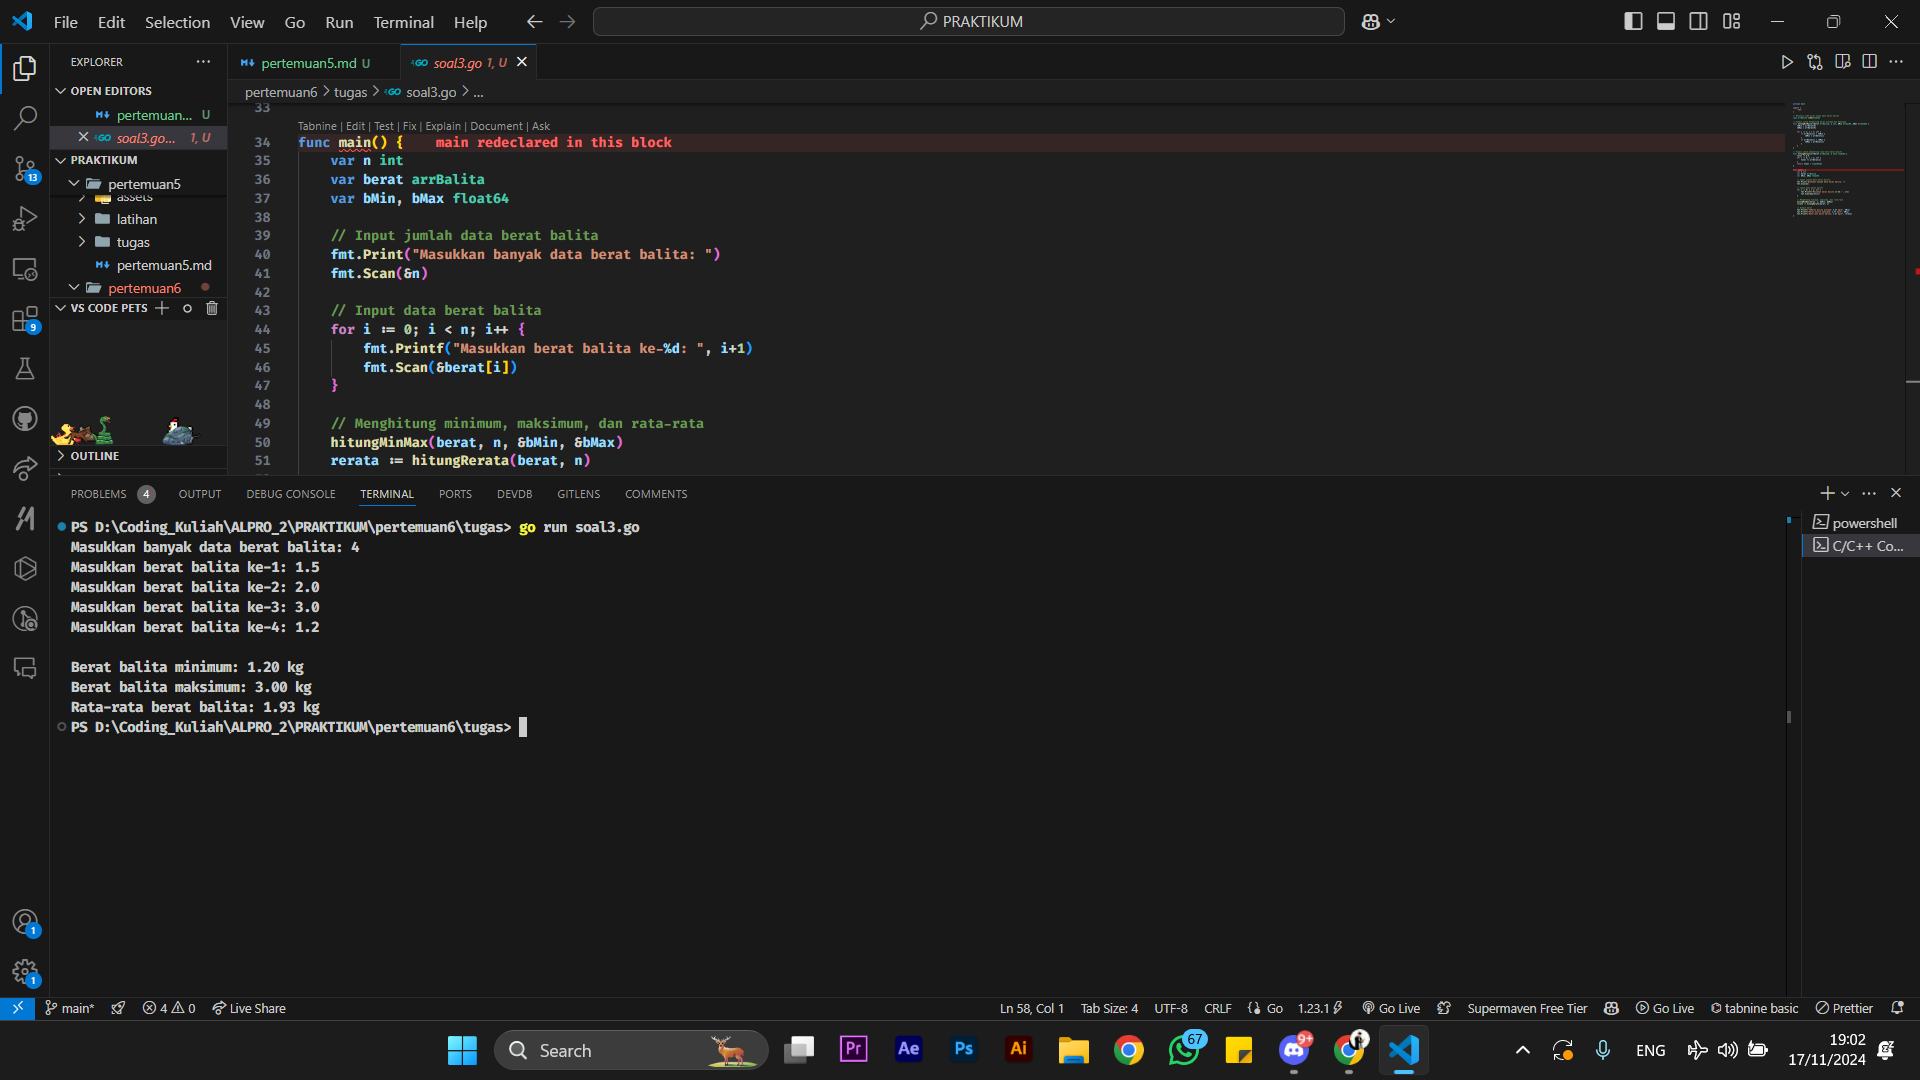 File Edit Selection View Go Run Terminal Help
PRAKTIKUM
EXPLORER
OPEN EDITORS
pertemuan... U
soal3.go... 1, U
PRAKTIKUM
pertemuan5
assets
latihan
tugas
pertemuan5.md
pertemuan6
VS CODE PETS
OUTLINE
13
9
1
1
pertemuan5.md U
soal3.go 1, U
pertemuan6 > tugas > soal3.go > ...
33
Tabnine | Edit | Test | Fix | Explain | Document | Ask
34 func main() { main redeclared in this block
35 var n int
36 var berat arrBalita
37 var bMin, bMax float64
38
39 // Input jumlah data berat balita
40 fmt.Print("Masukkan banyak data berat balita: ")
41 fmt.Scan(&n)
42
43 // Input data berat balita
44 for i := 0; i < n; i++ {
45 fmt.Printf("Masukkan berat balita ke-%d: ", i+1)
46 fmt.Scan(&berat[i])
47 }
48
49 // Menghitung minimum, maksimum, dan rata-rata
50 hitungMinMax(berat, n, &bMin, &bMax)
51 rerata := hitungRerata(berat, n)
PROBLEMS 4 OUTPUT DEBUG CONSOLE TERMINAL PORTS DEVDB GITLENS COMMENTS
PS D:\Coding_Kuliah\ALPRO_2\PRAKTIKUM\pertemuan6\tugas> go run soal3.go
Masukkan banyak data berat balita: 4
Masukkan berat balita ke-1: 1.5
Masukkan berat balita ke-2: 2.0
Masukkan berat balita ke-3: 3.0
Masukkan berat balita ke-4: 1.2
Berat balita minimum: 1.20 kg
Berat balita maksimum: 3.00 kg
Rata-rata berat balita: 1.93 kg
PS D:\Coding_Kuliah\ALPRO_2\PRAKTIKUM\pertemuan6\tugas>
powershell
C/C++ Co...
main* 4 0 Live Share
Ln 58, Col 1 Tab Size: 4 UTF-8 CRLF Go 1.23.1 Go Live Supermaven Free Tier Go Live tabnine basic Prettier
Search
Pr Ae Ps Ai 67 9+
ENG
19:02
17/11/2024